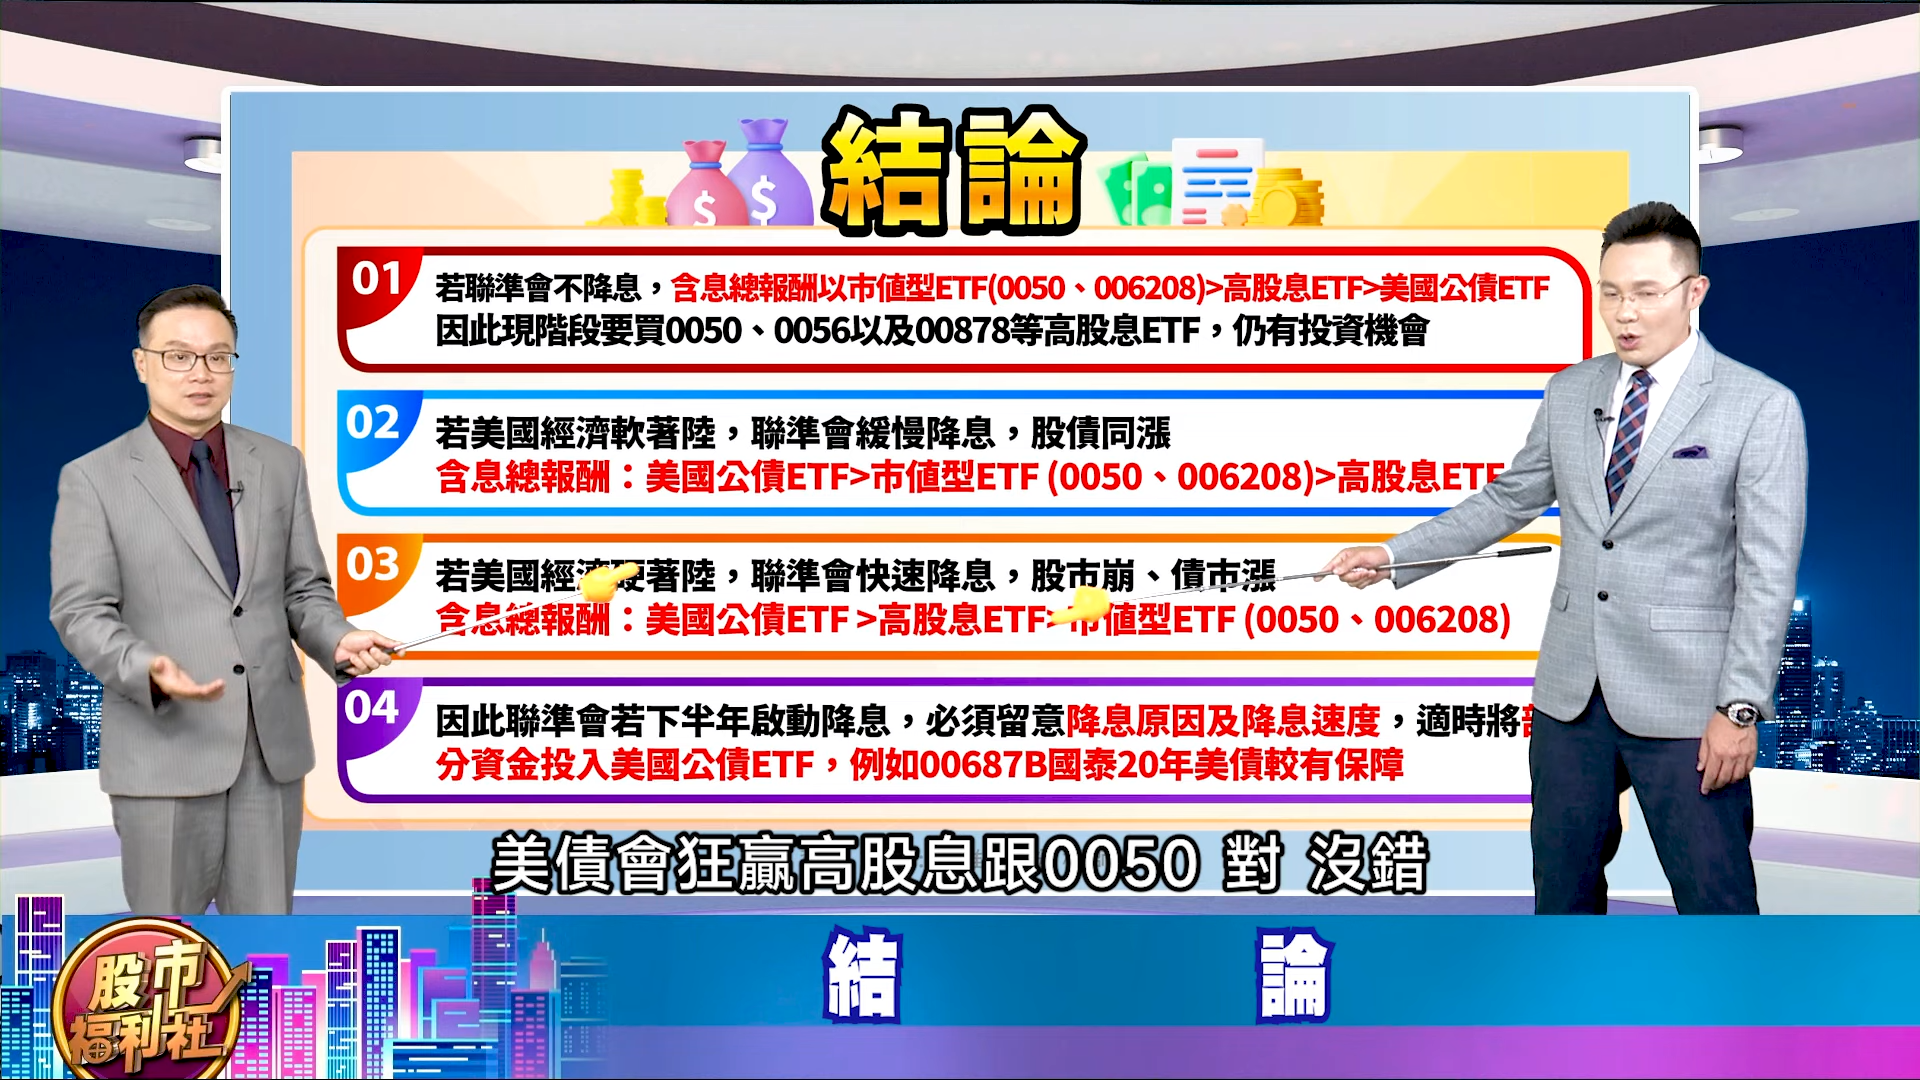 結論
01
若聯準會不降息，含息總報酬以市值型ETF(0050、006208)>高股息ETF>美國公債ETF
因此現階段要買0050、0056以及00878等高股息ETF，仍有投資機會
02
若美國經濟軟著陸，聯準會緩慢降息，股債同漲
含息總報酬：美國公債ETF>市值型ETF (0050、006208)>高股息ETF
03
若美國經濟硬著陸，聯準會快速降息，股市崩、債市漲
含息總報酬：美國公債ETF >高股息ETF>市值型ETF (0050、006208)
04
因此聯準會若下半年啟動降息，必須留意降息原因及降息速度，適時將部
分資金投入美國公債ETF，例如00687B國泰20年美債較有保障
美債會狂贏高股息跟0050 對 沒錯
結論
股市
福利社